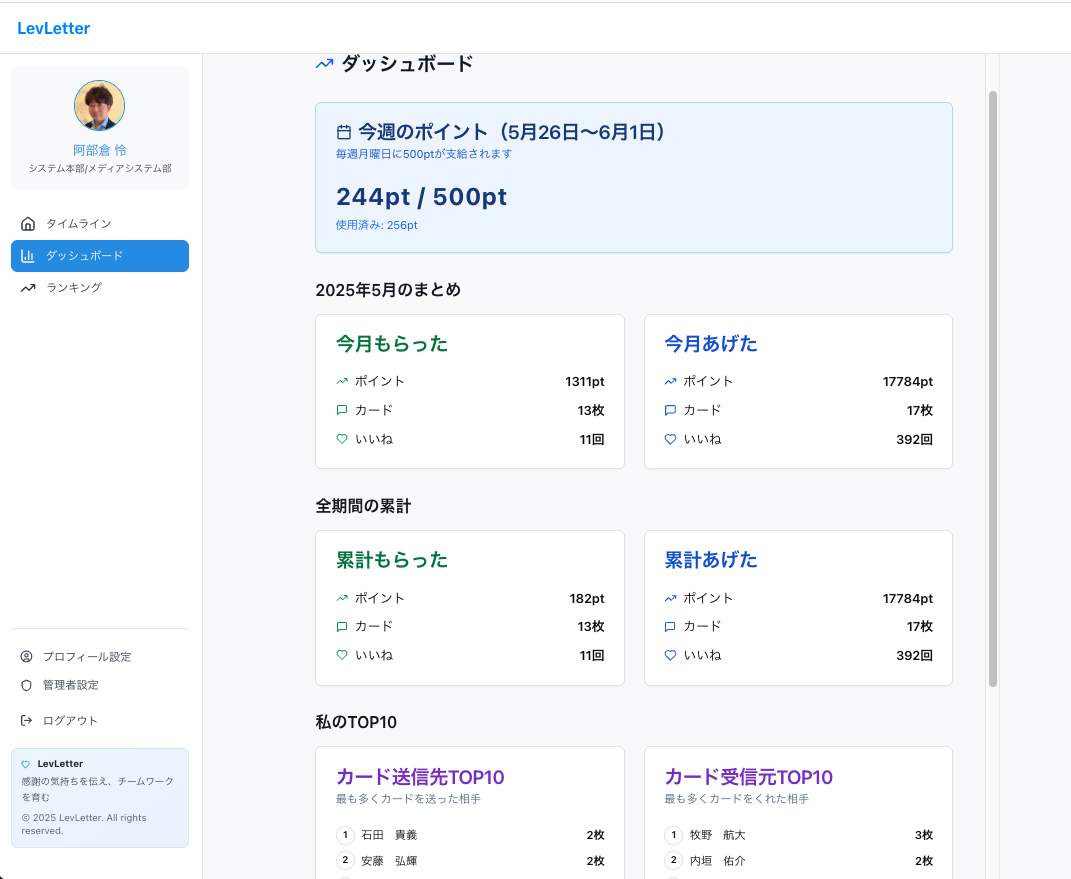 LevLetter
阿部倉 怜
システム本部/メディアシステム部
タイムライン
ダッシュボード
ランキング
プロフィール設定
管理者設定
ログアウト
LevLetter
感謝の気持ちを伝え、チームワーク
を育む
© 2025 LevLetter. All rights
reserved.
ダッシュボード
今週のポイント（5月26日〜6月1日）
毎週月曜日に500ptが支給されます
244pt / 500pt
使用済み: 256pt
2025年5月のまとめ
今月もらった
ポイント 1311pt
カード 13枚
いいね 11回
今月あげた
ポイント 17784pt
カード 17枚
いいね 392回
全期間の累計
累計もらった
ポイント 182pt
カード 13枚
いいね 11回
累計あげた
ポイント 17784pt
カード 17枚
いいね 392回
私のTOP10
カード送信先TOP10
最も多くカードを送った相手
1 石田　貴義 2枚
2 安藤　弘輝 2枚
カード受信元TOP10
最も多くカードをくれた相手
1 牧野　航大 3枚
2 内垣　佑介 2枚